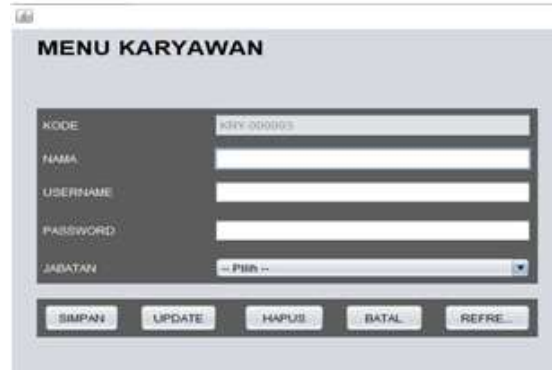 MENU KARYAWAN
KODE KRY-000003
NAMA
USERNAME
PASSWORD
JABATAN -- Pilih --
SIMPAN UPDATE HAPUS BATAL REFRE...